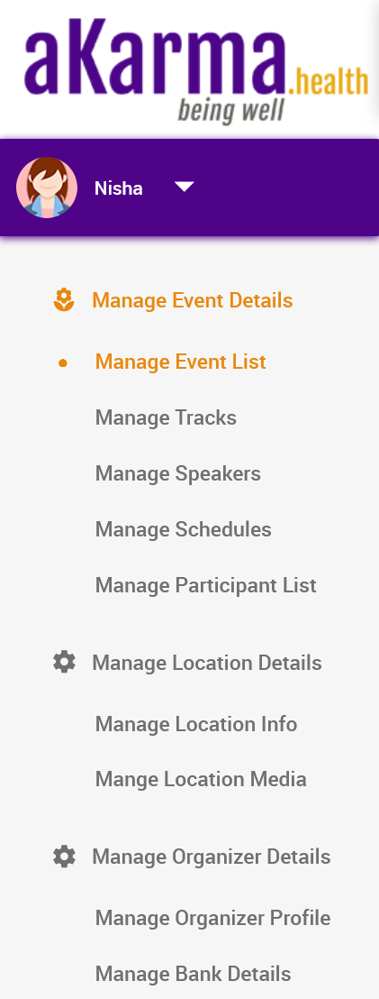 aKarma.health
being well
Nisha
Manage Event Details
Manage Event List
Manage Tracks
Manage Speakers
Manage Schedules
Manage Participant List
Manage Location Details
Manage Location Info
Mange Location Media
Manage Organizer Details
Manage Organizer Profile
Manage Bank Details